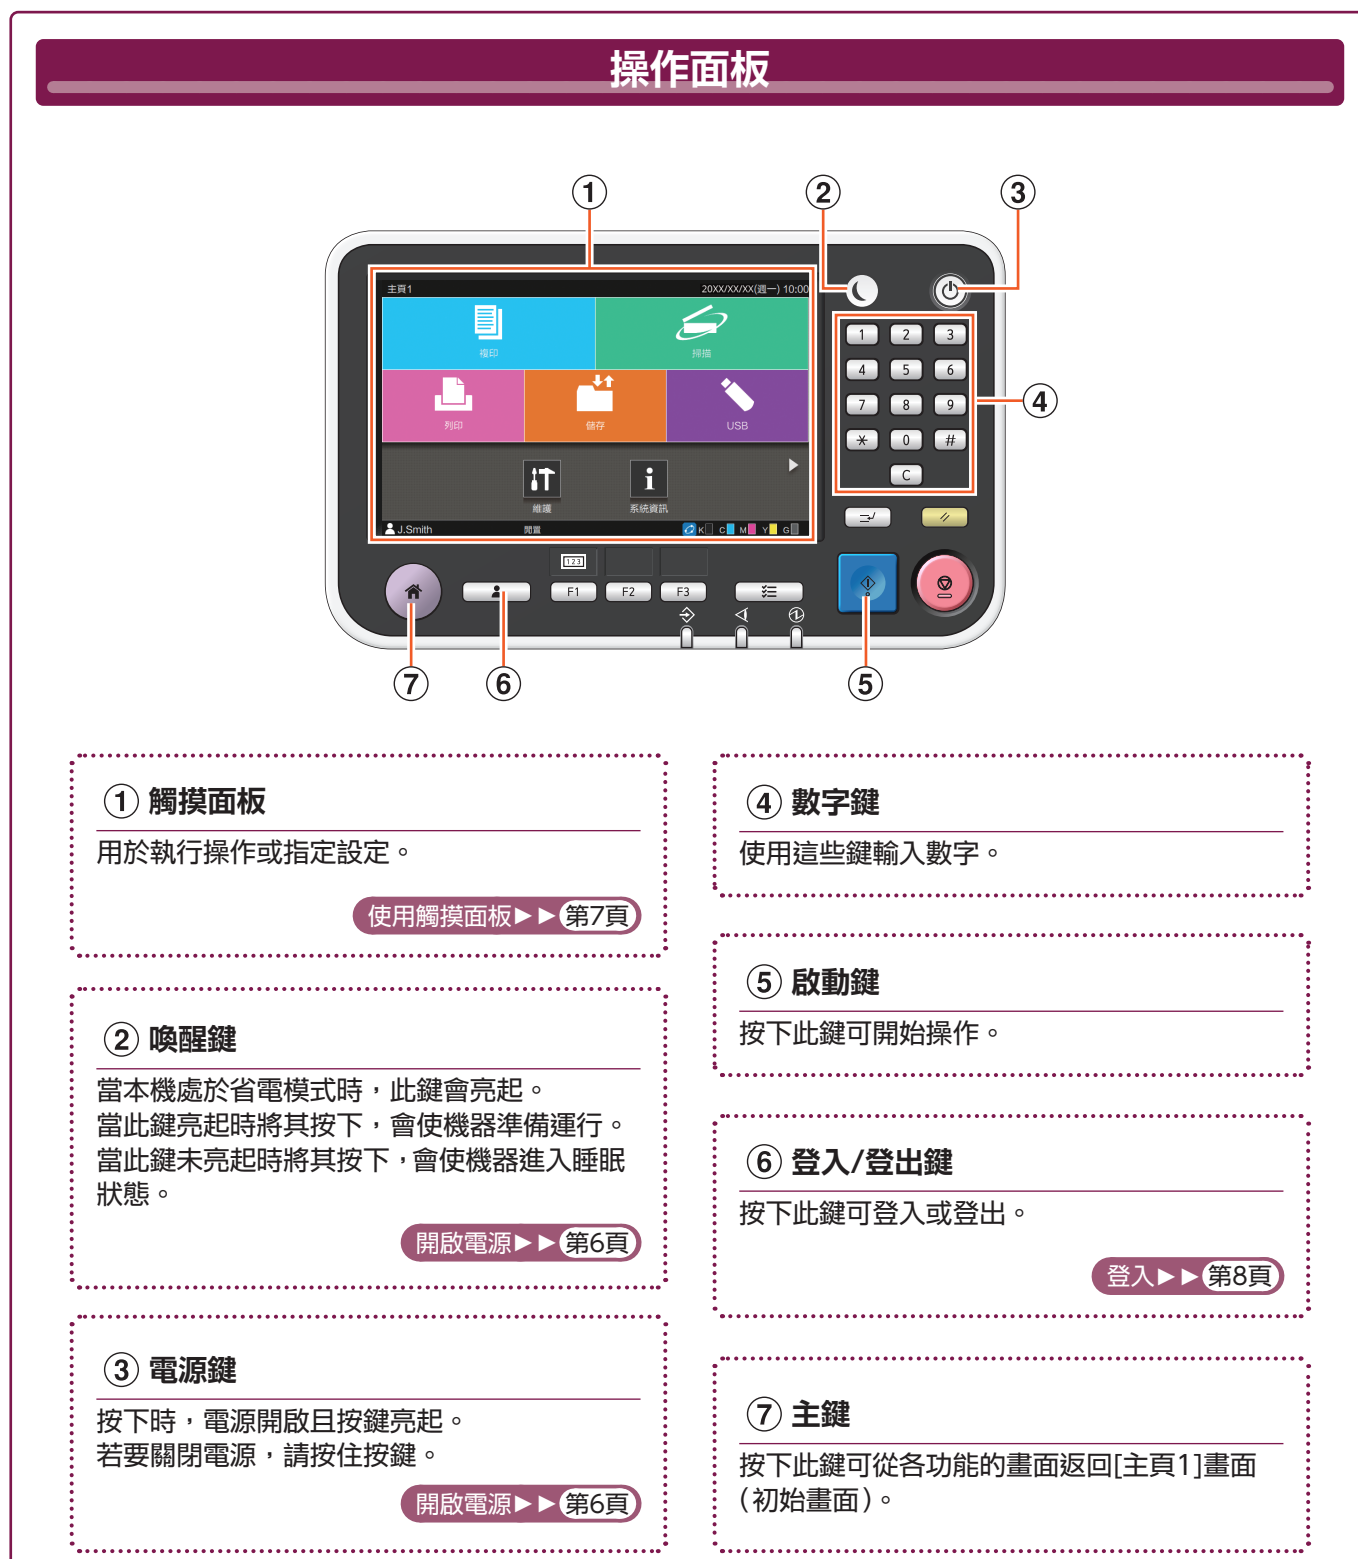 操作面板
1 2 3
主頁1 20XX/XX/XX(週一) 10:00
複印 掃描
列印 儲存 USB
維護 系統資訊
J.Smith 閒置 K C M Y G
1 2 3
4 5 6
7 8 9
* 0 #
C
4
123
F1 F2 F3
7 6 5
① 觸摸面板
用於執行操作或指定設定。
使用觸摸面板►►第7頁
② 喚醒鍵
當本機處於省電模式時，此鍵會亮起。
當此鍵亮起時將其按下，會使機器準備運行。
當此鍵未亮起時將其按下，會使機器進入睡眠
狀態。
開啟電源►►第6頁
③ 電源鍵
按下時，電源開啟且按鍵亮起。
若要關閉電源，請按住按鍵。
開啟電源►►第6頁
④ 數字鍵
使用這些鍵輸入數字。
⑤ 啟動鍵
按下此鍵可開始操作。
⑥ 登入/登出鍵
按下此鍵可登入或登出。
登入►►第8頁
⑦ 主鍵
按下此鍵可從各功能的畫面返回[主頁1]畫面
（初始畫面）。